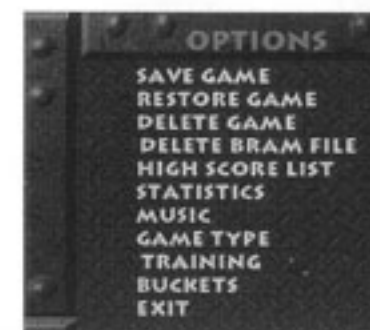 OPTIONS
SAVE GAME
RESTORE GAME
DELETE GAME
DELETE BRAM FILE
HIGH SCORE LIST
STATISTICS
MUSIC
GAME TYPE
TRAINING
BUCKETS
EXIT